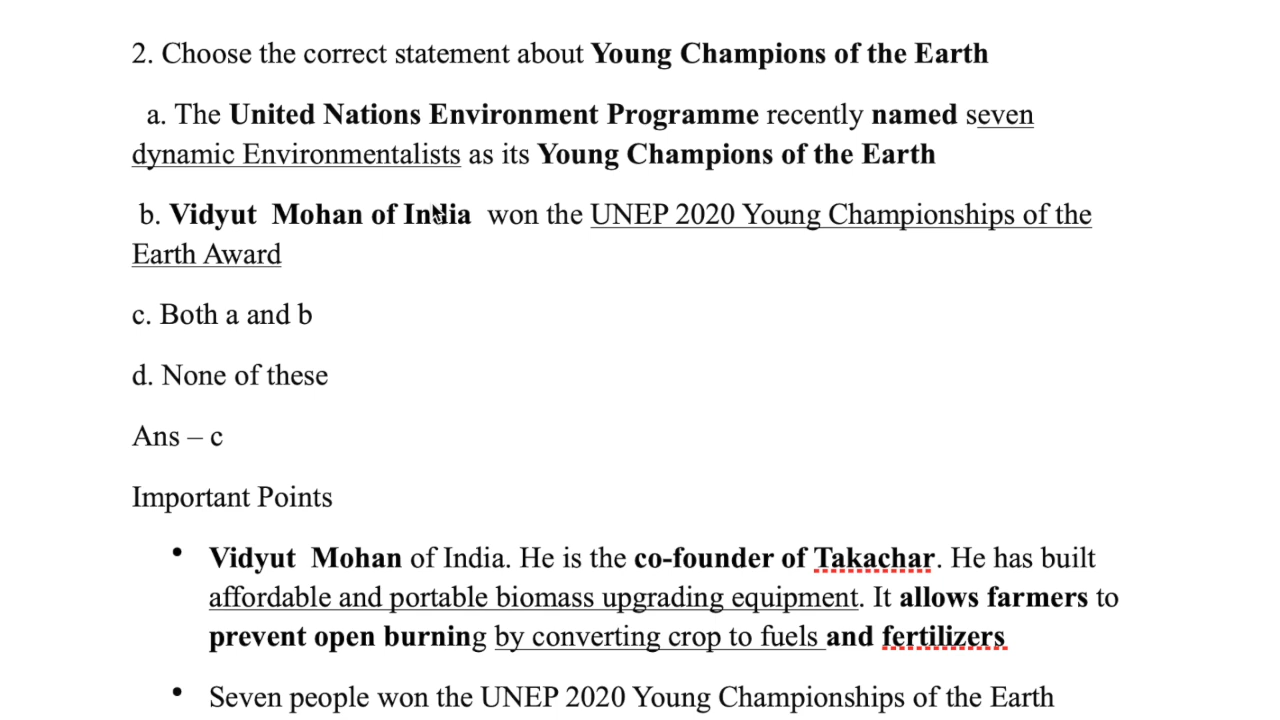 2. Choose the correct statement about Young Champions of the Earth
a. The United Nations Environment Programme recently named seven
dynamic Environmentalists as its Young Champions of the Earth
b. Vidyut Mohan of India won the UNEP 2020 Young Championships of the
Earth Award
c. Both a and b
d. None of these
Ans – c
Important Points
• Vidyut Mohan of India. He is the co-founder of Takachar. He has built
affordable and portable biomass upgrading equipment. It allows farmers to
prevent open burning by converting crop to fuels and fertilizers
• Seven people won the UNEP 2020 Young Championships of the Earth